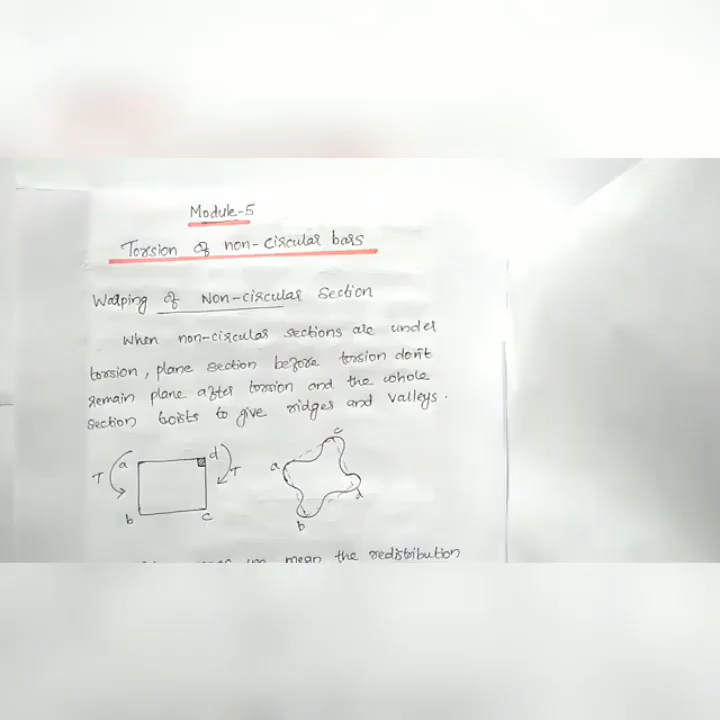 Module-5
Torsion of non-circular bars
Warping of Non-circular Section
When non-circular sections are under
torsion, plane section before torsion don't
remain plane after torsion and the whole
section twists to give ridges and valleys.
a d
T T
b c
c
a
d
b
mean the redistribution